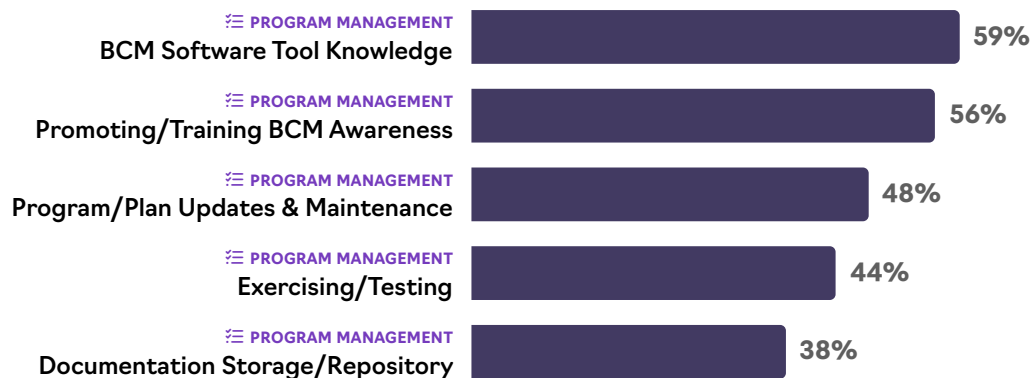 PROGRAM MANAGEMENT
BCM Software Tool Knowledge
59%
PROGRAM MANAGEMENT
Promoting/Training BCM Awareness
56%
PROGRAM MANAGEMENT
Program/Plan Updates & Maintenance
48%
PROGRAM MANAGEMENT
Exercising/Testing
44%
PROGRAM MANAGEMENT
Documentation Storage/Repository
38%